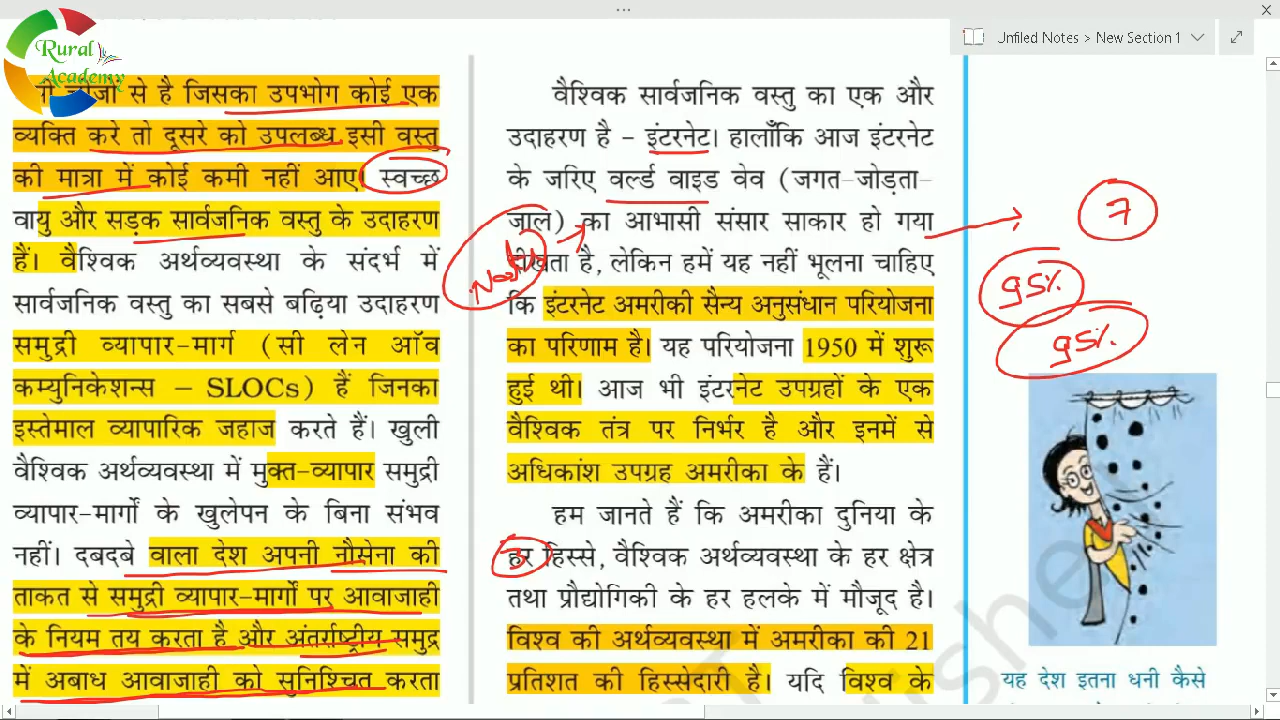 Unfiled Notes > New Section 1
Rural
Academy
चीजों से है जिसका उपभोग कोई एक
व्यक्ति करे तो दूसरे को उपलब्ध इसी वस्तु
की मात्रा में कोई कमी नहीं आए। स्वच्छ
वायु और सड़क सार्वजनिक वस्तु के उदाहरण
हैं। वैश्विक अर्थव्यवस्था के संदर्भ में
सार्वजनिक वस्तु का सबसे बढ़िया उदाहरण
समुद्री व्यापार-मार्ग (सी लेन ऑव
कम्युनिकेशन्स – SLOCs) हैं जिनका
इस्तेमाल व्यापारिक जहाज करते हैं। खुली
वैश्विक अर्थव्यवस्था में मुक्त-व्यापार समुद्री
व्यापार-मार्गों के खुलेपन के बिना संभव
नहीं। दबदबे वाला देश अपनी नौसेना की
ताकत से समुद्री व्यापार-मार्गों पर आवाजाही
के नियम तय करता है और अंतर्राष्ट्रीय समुद्र
में अबाध आवाजाही को सुनिश्चित करता
वैश्विक सार्वजनिक वस्तु का एक और
उदाहरण है – इंटरनेट। हालाँकि आज इंटरनेट
के जरिए वर्ल्ड वाइड वेव (जगत-जोड़ता-
जाल) का आभासी संसार साकार हो गया
दीखता है, लेकिन हमें यह नहीं भूलना चाहिए
कि इंटरनेट अमरीकी सैन्य अनुसंधान परियोजना
का परिणाम है। यह परियोजना 1950 में शुरू
हुई थी। आज भी इंटरनेट उपग्रहों के एक
वैश्विक तंत्र पर निर्भर है और इनमें से
अधिकांश उपग्रह अमरीका के हैं।
हम जानते हैं कि अमरीका दुनिया के
हर हिस्से, वैश्विक अर्थव्यवस्था के हर क्षेत्र
तथा प्रौद्योगिकी के हर हलके में मौजूद है।
विश्व की अर्थव्यवस्था में अमरीका की 21
प्रतिशत की हिस्सेदारी है। यदि विश्व के
3
7
95%
95%
यह देश इतना धनी कैसे